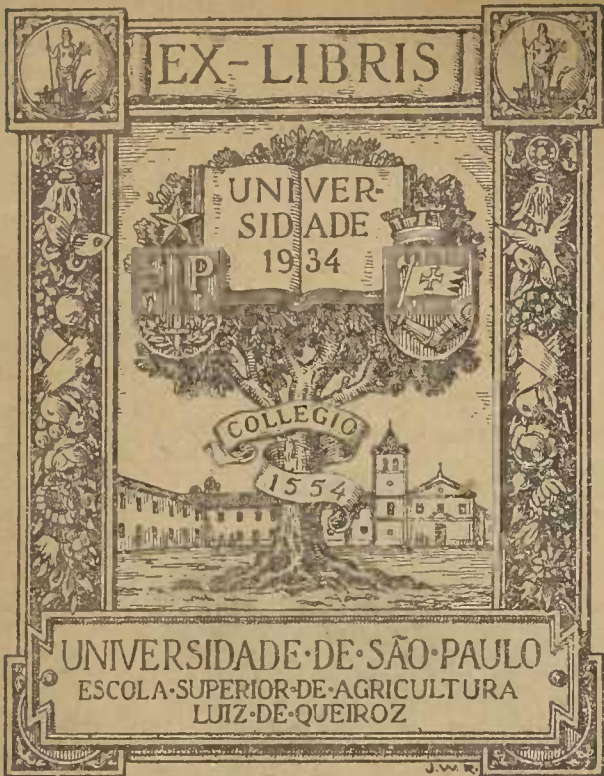 EX-LIBRIS
UNIVER-
SIDADE
1934
COLLEGIO
1554
UNIVERSIDADE·DE·SÃO·PAULO
ESCOLA·SUPERIOR·DE·AGRICULTURA
LUIZ·DE·QUEIROZ
J.W.R.